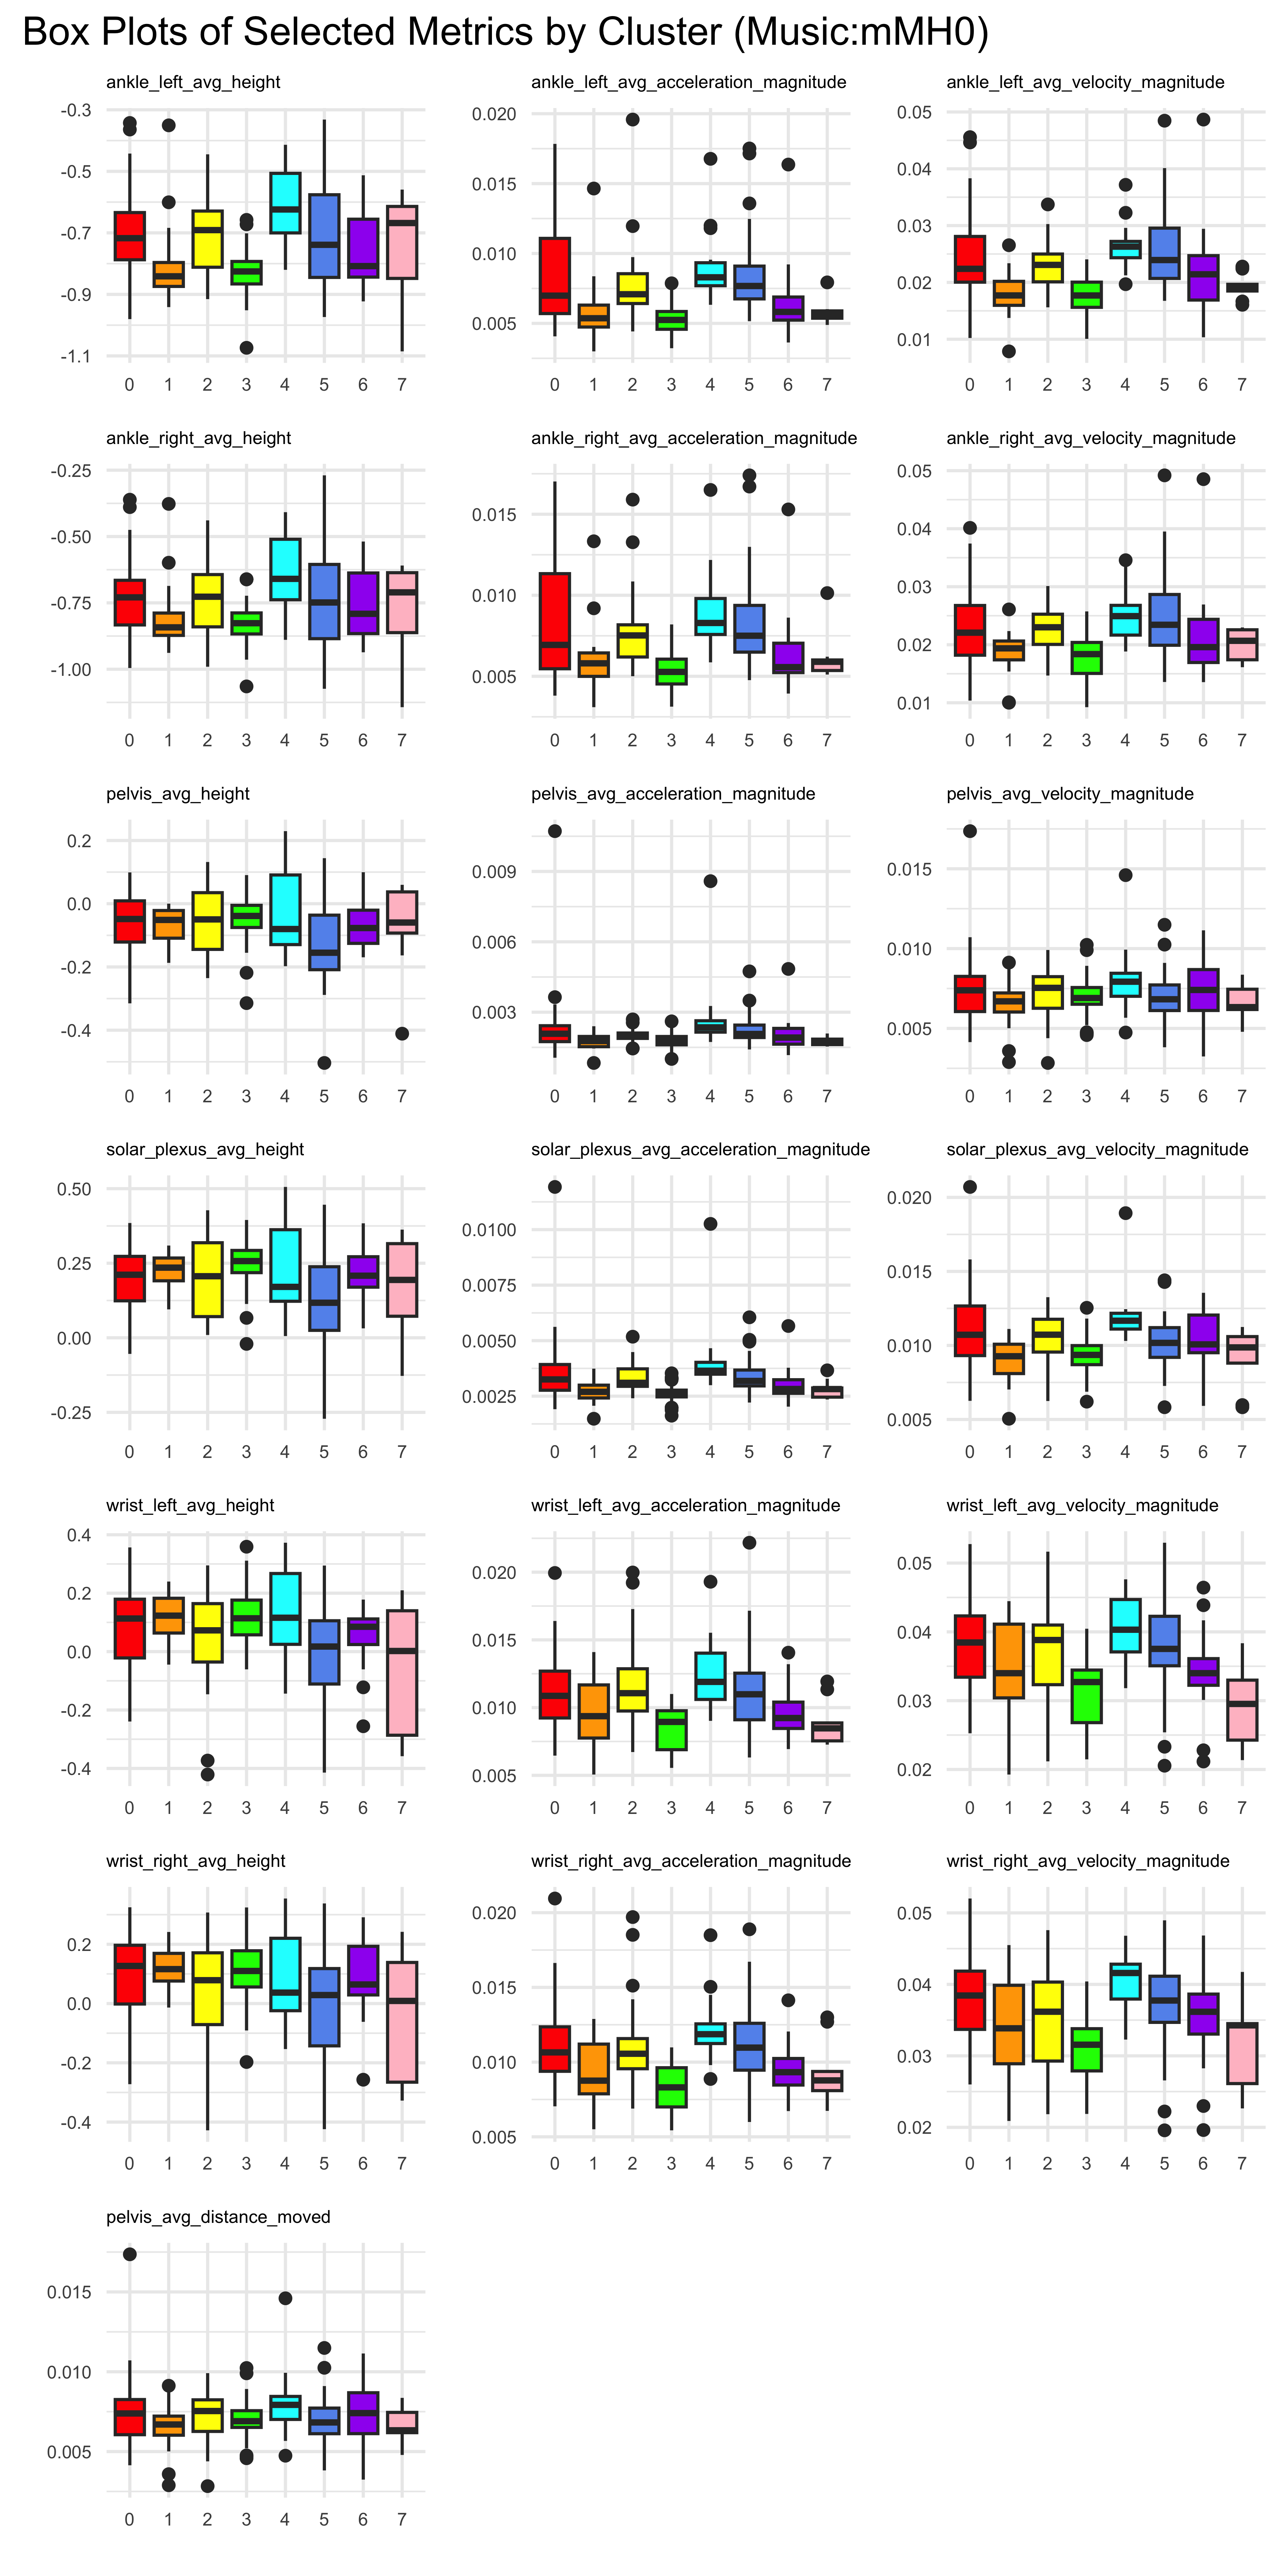 Box Plots of Selected Metrics by Cluster (Music:mMH0)
ankle_left_avg_height
-0.3
-0.5
-0.7
-0.9
-1.1
0 1 2 3 4 5 6 7
ankle_left_avg_acceleration_magnitude
0.020
0.015
0.010
0.005
0 1 2 3 4 5 6 7
ankle_left_avg_velocity_magnitude
0.05
0.04
0.03
0.02
0.01
0 1 2 3 4 5 6 7
ankle_right_avg_height
-0.25
-0.50
-0.75
-1.00
0 1 2 3 4 5 6 7
ankle_right_avg_acceleration_magnitude
0.015
0.010
0.005
0 1 2 3 4 5 6 7
ankle_right_avg_velocity_magnitude
0.05
0.04
0.03
0.02
0.01
0 1 2 3 4 5 6 7
pelvis_avg_height
0.2
0.0
-0.2
-0.4
0 1 2 3 4 5 6 7
pelvis_avg_acceleration_magnitude
0.009
0.006
0.003
0 1 2 3 4 5 6 7
pelvis_avg_velocity_magnitude
0.015
0.010
0.005
0 1 2 3 4 5 6 7
solar_plexus_avg_height
0.50
0.25
0.00
-0.25
0 1 2 3 4 5 6 7
solar_plexus_avg_acceleration_magnitude
0.0100
0.0075
0.0050
0.0025
0 1 2 3 4 5 6 7
solar_plexus_avg_velocity_magnitude
0.020
0.015
0.010
0.005
0 1 2 3 4 5 6 7
wrist_left_avg_height
0.4
0.2
0.0
-0.2
-0.4
0 1 2 3 4 5 6 7
wrist_left_avg_acceleration_magnitude
0.020
0.015
0.010
0.005
0 1 2 3 4 5 6 7
wrist_left_avg_velocity_magnitude
0.05
0.04
0.03
0.02
0 1 2 3 4 5 6 7
wrist_right_avg_height
0.2
0.0
-0.2
-0.4
0 1 2 3 4 5 6 7
wrist_right_avg_acceleration_magnitude
0.020
0.015
0.010
0.005
0 1 2 3 4 5 6 7
wrist_right_avg_velocity_magnitude
0.05
0.04
0.03
0.02
0 1 2 3 4 5 6 7
pelvis_avg_distance_moved
0.015
0.010
0.005
0 1 2 3 4 5 6 7